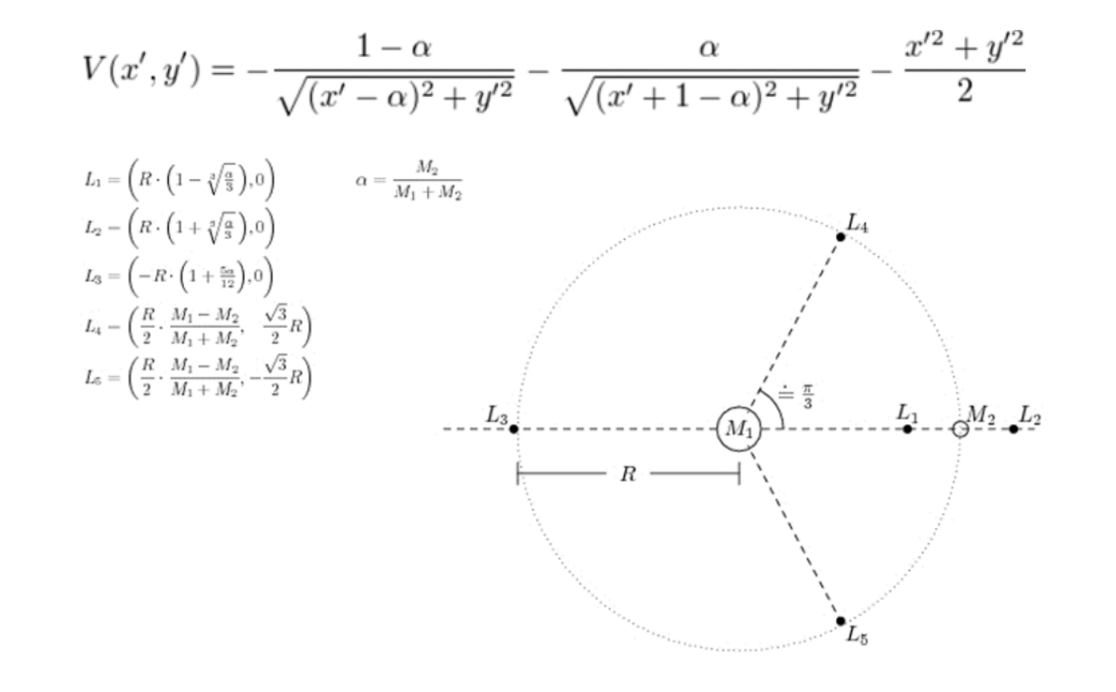 V(x′, y′) = − (1 − α)/√((x′ − α)² + y′²) − α/√((x′ + 1 − α)² + y′²) − (x′² + y′²)/2
L₁ = (R · (1 − ∛(α/3)), 0) α = M₂/(M₁ + M₂)
L₂ − (R · (1 + ∛(α/3)), 0)
L₃ = (−R · (1 + 5α/12), 0)
L₄ − (R/2 · (M₁ − M₂)/(M₁ + M₂), √3/2 R)
L₅ = (R/2 · (M₁ − M₂)/(M₁ + M₂), −√3/2 R)
L₄
≐ π/3
L₃ M₁ L₁ M₂ L₂
R
L₅